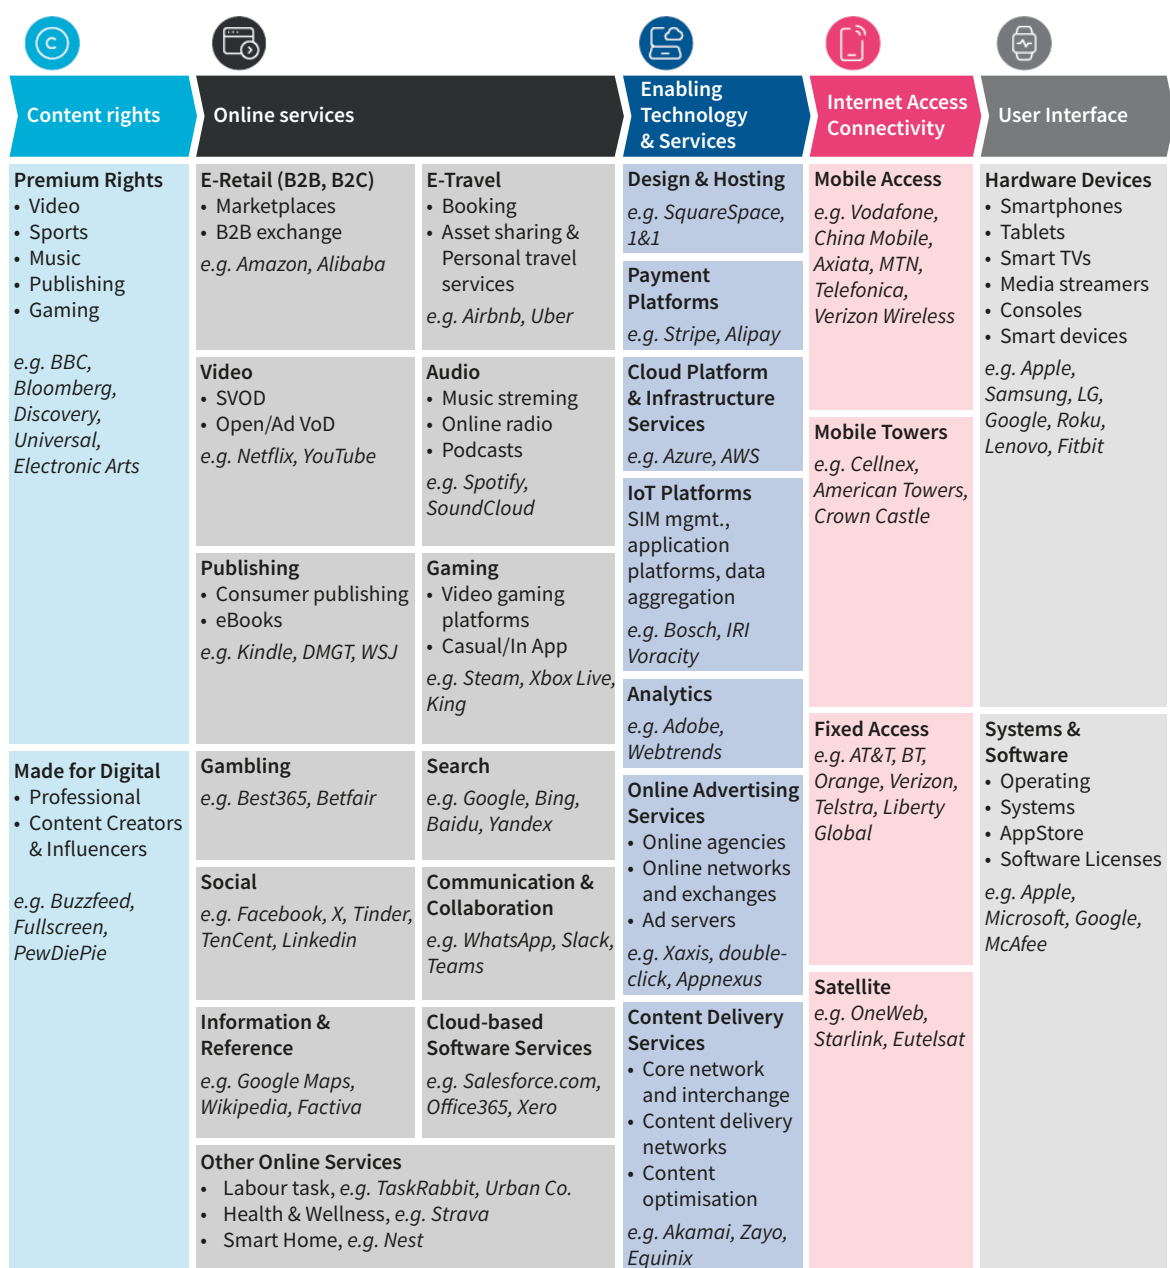 C
Content rights
Online services
Enabling
Technology
& Services
Internet Access
Connectivity
User Interface
Premium Rights
• Video
• Sports
• Music
• Publishing
• Gaming
e.g. BBC,
Bloomberg,
Discovery,
Universal,
Electronic Arts
Made for Digital
• Professional
• Content Creators
& Influencers
e.g. Buzzfeed,
Fullscreen,
PewDiePie
E-Retail (B2B, B2C)
• Marketplaces
• B2B exchange
e.g. Amazon, Alibaba
E-Travel
• Booking
• Asset sharing &
Personal travel
services
e.g. Airbnb, Uber
Video
• SVOD
• Open/Ad VoD
e.g. Netflix, YouTube
Audio
• Music streming
• Online radio
• Podcasts
e.g. Spotify,
SoundCloud
Publishing
• Consumer publishing
• eBooks
e.g. Kindle, DMGT, WSJ
Gaming
• Video gaming
platforms
• Casual/In App
e.g. Steam, Xbox Live,
King
Gambling
e.g. Best365, Betfair
Search
e.g. Google, Bing,
Baidu, Yandex
Social
e.g. Facebook, X, Tinder,
TenCent, Linkedin
Communication &
Collaboration
e.g. WhatsApp, Slack,
Teams
Information &
Reference
e.g. Google Maps,
Wikipedia, Factiva
Cloud-based
Software Services
e.g. Salesforce.com,
Office365, Xero
Other Online Services
• Labour task, e.g. TaskRabbit, Urban Co.
• Health & Wellness, e.g. Strava
• Smart Home, e.g. Nest
Design & Hosting
e.g. SquareSpace,
1&1
Payment
Platforms
e.g. Stripe, Alipay
Cloud Platform
& Infrastructure
Services
e.g. Azure, AWS
IoT Platforms
SIM mgmt.,
application
platforms, data
aggregation
e.g. Bosch, IRI
Voracity
Analytics
e.g. Adobe,
Webtrends
Online Advertising
Services
• Online agencies
• Online networks
and exchanges
• Ad servers
e.g. Xaxis, double-
click, Appnexus
Content Delivery
Services
• Core network
and interchange
• Content delivery
networks
• Content
optimisation
e.g. Akamai, Zayo,
Equinix
Mobile Access
e.g. Vodafone,
China Mobile,
Axiata, MTN,
Telefonica,
Verizon Wireless
Mobile Towers
e.g. Cellnex,
American Towers,
Crown Castle
Fixed Access
e.g. AT&T, BT,
Orange, Verizon,
Telstra, Liberty
Global
Satellite
e.g. OneWeb,
Starlink, Eutelsat
Hardware Devices
• Smartphones
• Tablets
• Smart TVs
• Media streamers
• Consoles
• Smart devices
e.g. Apple,
Samsung, LG,
Google, Roku,
Lenovo, Fitbit
Systems &
Software
• Operating
• Systems
• AppStore
• Software Licenses
e.g. Apple,
Microsoft, Google,
McAfee